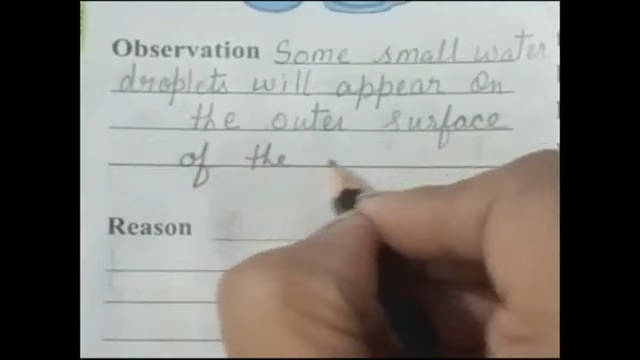 Observation Some small water
droplets will appear on
the outer surface
of the
Reason